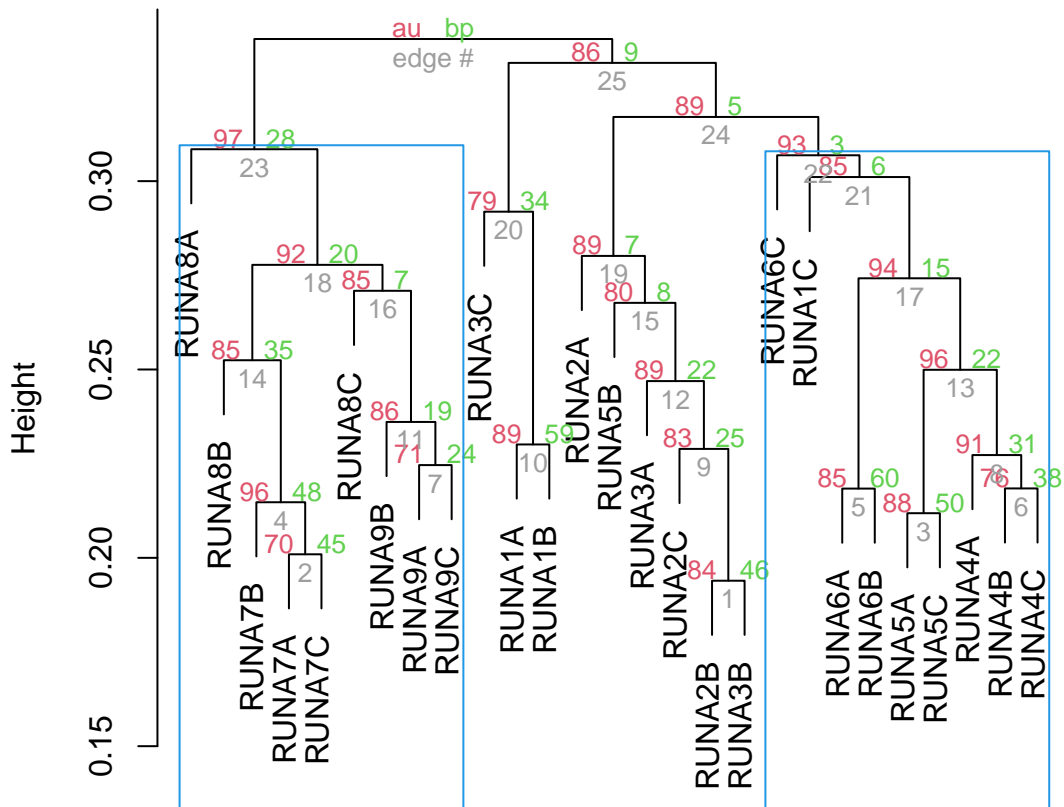 au bp
edge #
86 9
25
89 5
24
97 28
23
93 3
22
85 6
21
79 34
20
89 7
19
92 20
18
85 7
16
94 15
17
80 8
15
85 35
14
89 22
12
96 22
13
86 19
11
83 25
9
91 31
8
71 24
7
89 59
10
96 48
4
85 60
5
76 38
6
88 50
3
70 45
2
84 46
1
Height
0.30
0.25
0.20
0.15
RUNA8A
RUNA8B
RUNA7B
RUNA7A
RUNA7C
RUNA8C
RUNA9B
RUNA9A
RUNA9C
RUNA3C
RUNA1A
RUNA1B
RUNA2A
RUNA5B
RUNA3A
RUNA2C
RUNA2B
RUNA3B
RUNA6C
RUNA1C
RUNA6A
RUNA6B
RUNA5A
RUNA5C
RUNA4A
RUNA4B
RUNA4C